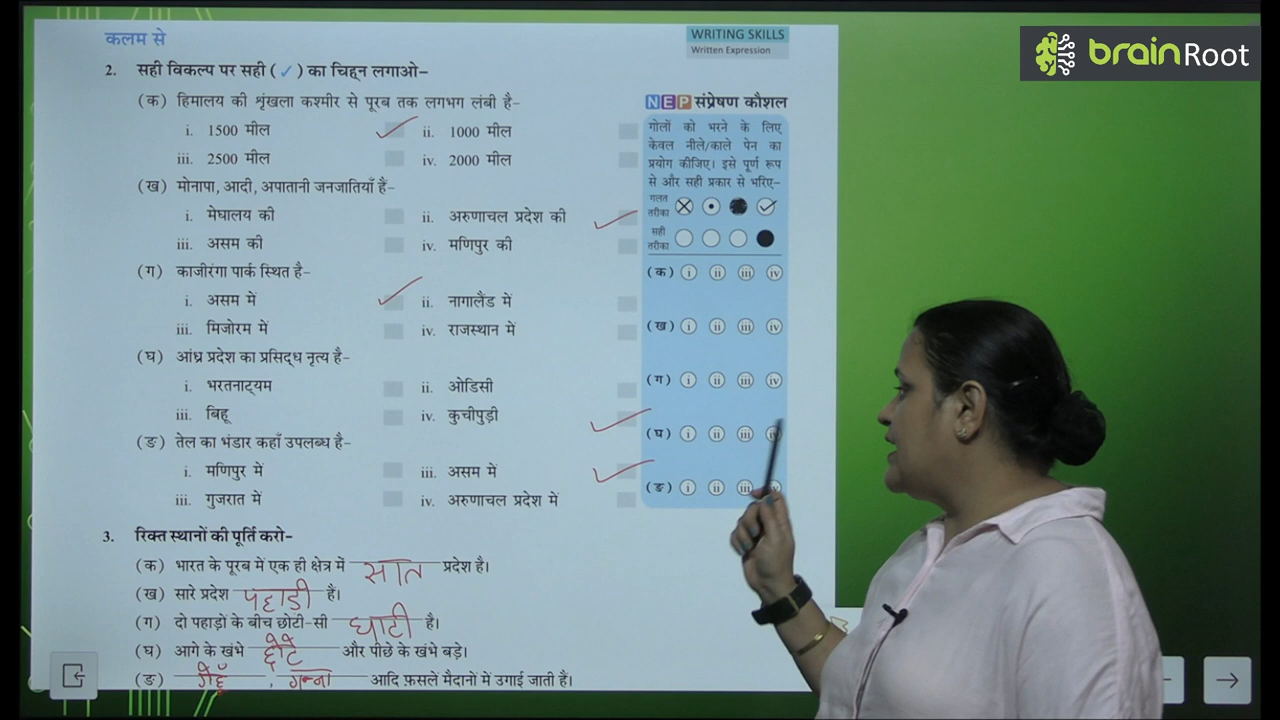 brainRoot
कलम से
WRITING SKILLS
Written Expression
2. सही विकल्प पर सही (✓) का चिह्न लगाओ–
(क) हिमालय की शृंखला कश्मीर से पूरब तक लगभग लंबी है–
i. 1500 मील ✓ ii. 1000 मील
iii. 2500 मील iv. 2000 मील
(ख) मोनापा, आदी, अपातानी जनजातियाँ हैं–
i. मेघालय की ii. अरुणाचल प्रदेश की ✓
iii. असम की iv. मणिपुर की
(ग) काजीरंगा पार्क स्थित है–
i. असम में ✓ ii. नागालैंड में
iii. मिजोरम में iv. राजस्थान में
(घ) आंध्र प्रदेश का प्रसिद्ध नृत्य है–
i. भरतनाट्यम ii. ओडिसी
iii. बिहू iv. कुचीपुड़ी ✓
(ङ) तेल का भंडार कहाँ उपलब्ध है–
i. मणिपुर में iii. असम में ✓
iii. गुजरात में iv. अरुणाचल प्रदेश में
3. रिक्त स्थानों की पूर्ति करो–
(क) भारत के पूरब में एक ही क्षेत्र में सात प्रदेश है।
(ख) सारे प्रदेश पहाडी हैं।
(ग) दो पहाड़ों के बीच छोटी-सी घाटी है।
(घ) आगे के खंभे छोटे और पीछे के खंभे बड़े।
(ङ) गेहूँ , गन्ना आदि फ़सले मैदानों में उगाई जाती हैं।
NEP संप्रेषण कौशल
गोलों को भरने के लिए
केवल नीले/काले पेन का
प्रयोग कीजिए। इसे पूर्ण रूप
से और सही प्रकार से भरिए–
गलत
तरीका
सही
तरीका
(क) i ii iii iv
(ख) i ii iii iv
(ग) i ii iii iv
(घ) i ii iii iv
(ङ) i ii iii iv